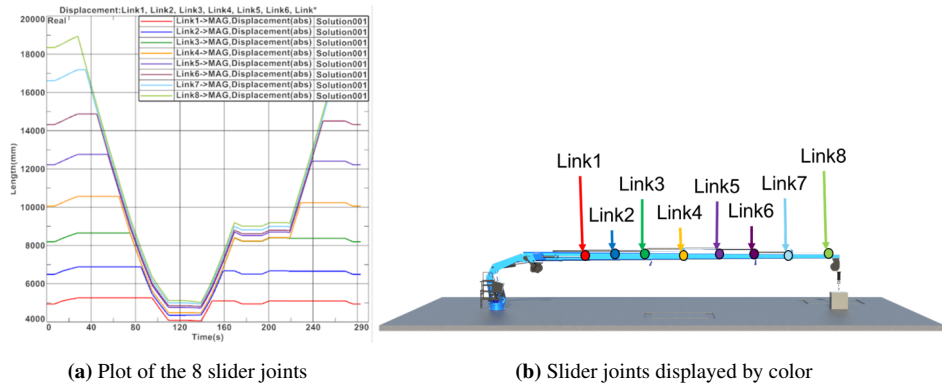 Displacement:Link1, Link2, Link3, Link4, Link5, Link6, Link*
Real
Link1->MAG,Displacement(abs) Solution001
Link2->MAG,Displacement(abs) Solution001
Link3->MAG,Displacement(abs) Solution001
Link4->MAG,Displacement(abs) Solution001
Link5->MAG,Displacement(abs) Solution001
Link6->MAG,Displacement(abs) Solution001
Link7->MAG,Displacement(abs) Solution001
Link8->MAG,Displacement(abs) Solution001
20000
18000
16000
14000
12000
10000
8000
6000
4000
Length(mm)
0 40 80 120 160 200 240 290
Time(s)
(a) Plot of the 8 slider joints
Link1
Link2
Link3
Link4
Link5
Link6
Link7
Link8
(b) Slider joints displayed by color